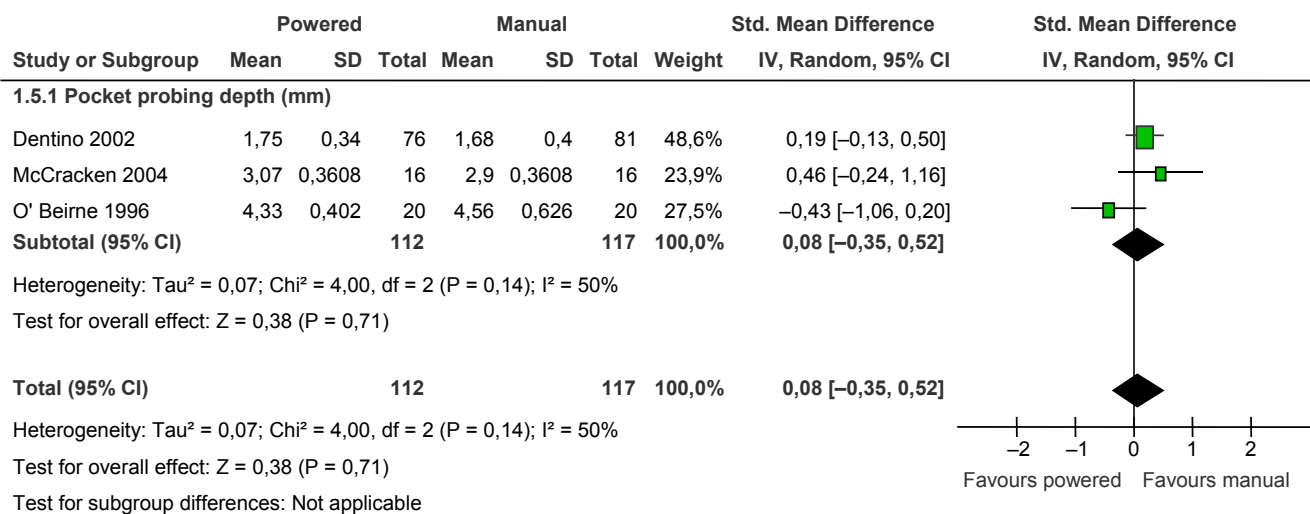 Powered Manual Std. Mean Difference Std. Mean Difference
Study or Subgroup Mean SD Total Mean SD Total Weight IV, Random, 95% CI IV, Random, 95% CI
1.5.1 Pocket probing depth (mm)
Dentino 2002 1,75 0,34 76 1,68 0,4 81 48,6% 0,19 [–0,13, 0,50]
McCracken 2004 3,07 0,3608 16 2,9 0,3608 16 23,9% 0,46 [–0,24, 1,16]
O' Beirne 1996 4,33 0,402 20 4,56 0,626 20 27,5% –0,43 [–1,06, 0,20]
Subtotal (95% CI) 112 117 100,0% 0,08 [–0,35, 0,52]
Heterogeneity: Tau² = 0,07; Chi² = 4,00, df = 2 (P = 0,14); I² = 50%
Test for overall effect: Z = 0,38 (P = 0,71)
Total (95% CI) 112 117 100,0% 0,08 [–0,35, 0,52]
Heterogeneity: Tau² = 0,07; Chi² = 4,00, df = 2 (P = 0,14); I² = 50%
Test for overall effect: Z = 0,38 (P = 0,71)
Test for subgroup differences: Not applicable
–2 –1 0 1 2
Favours powered Favours manual